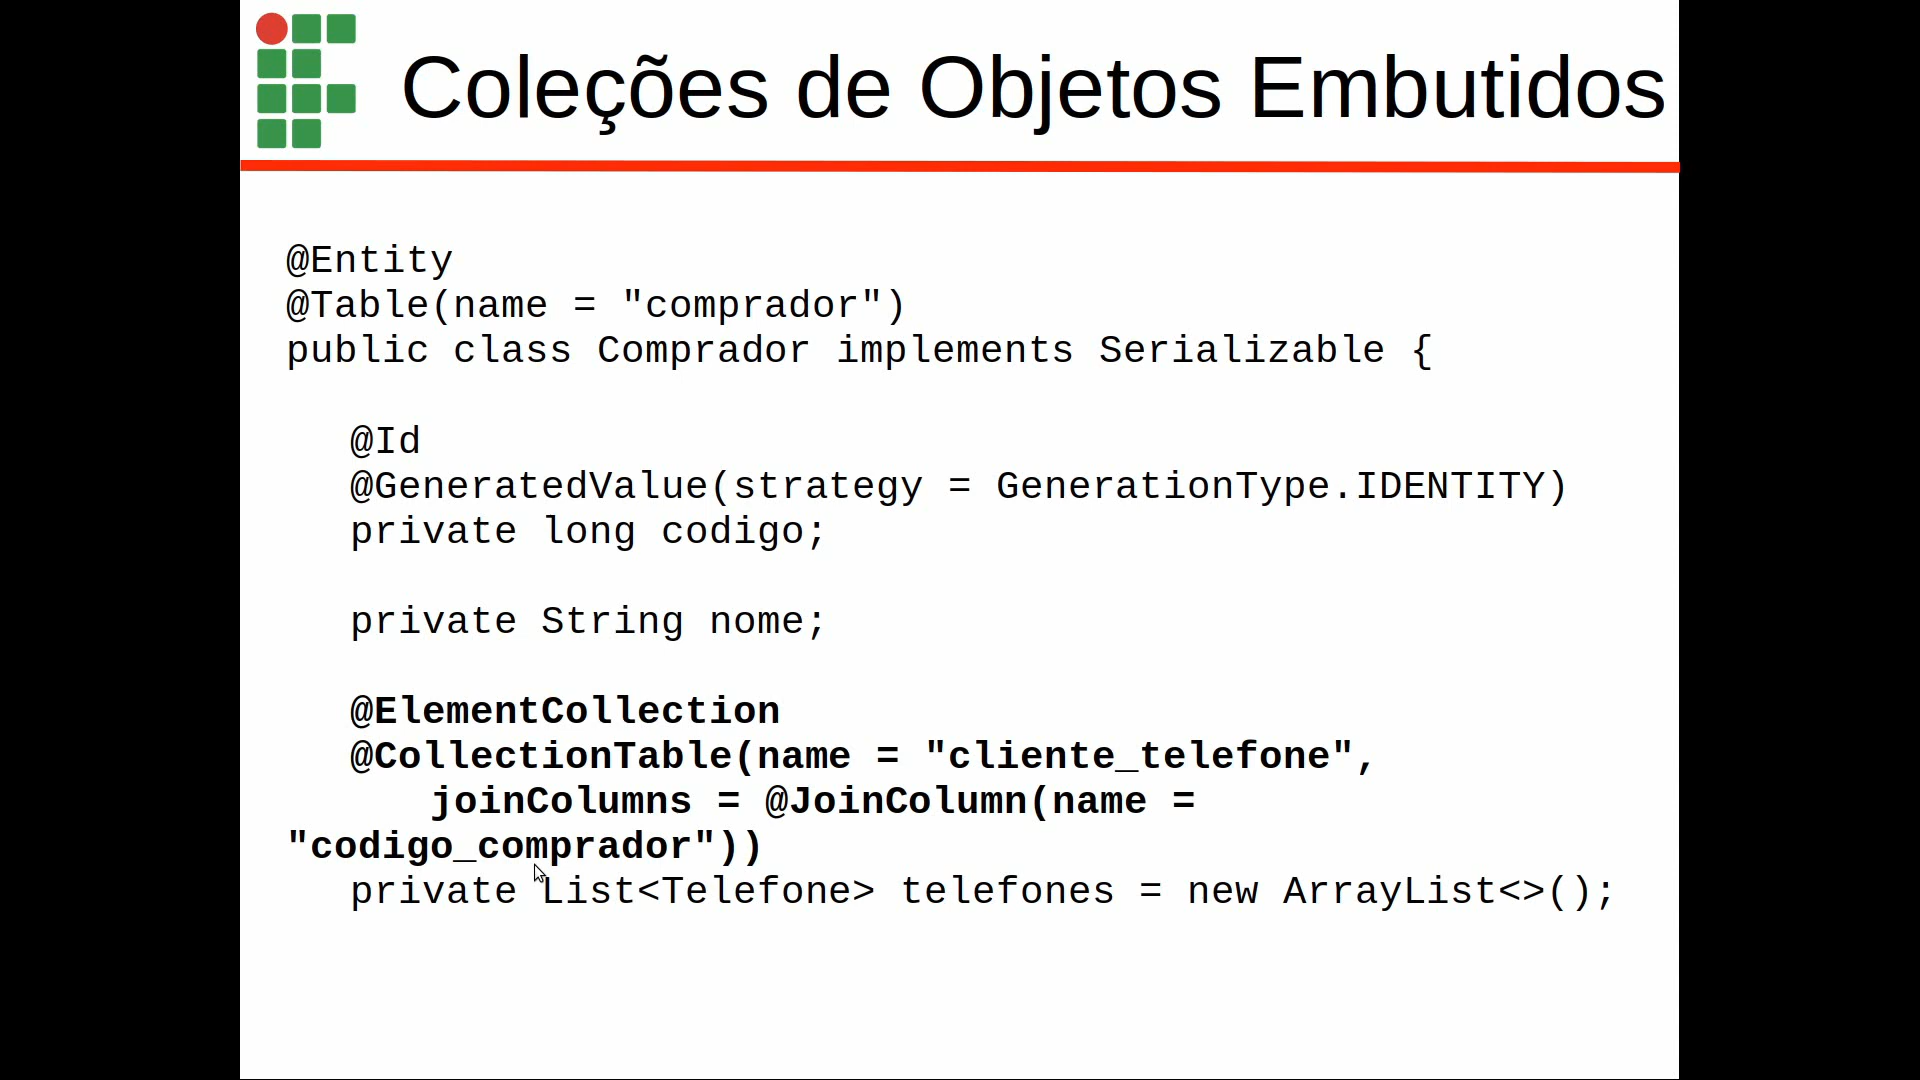 Coleções de Objetos Embutidos
@Entity
@Table(name = "comprador")
public class Comprador implements Serializable {
@Id
@GeneratedValue(strategy = GenerationType.IDENTITY)
private long codigo;
private String nome;
@ElementCollection
@CollectionTable(name = "cliente_telefone",
joinColumns = @JoinColumn(name =
"codigo_comprador"))
private List<Telefone> telefones = new ArrayList<>();